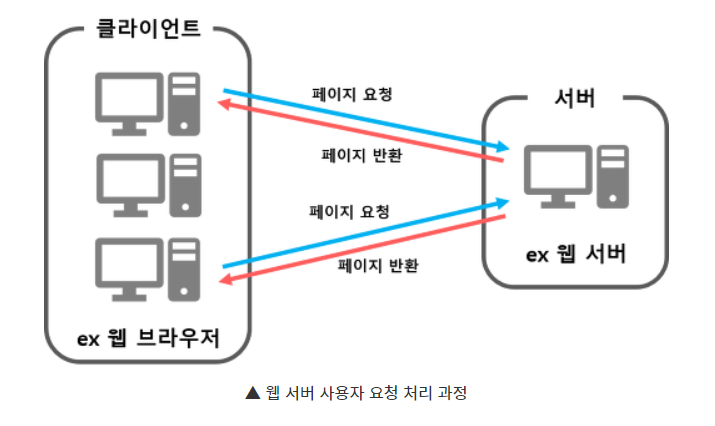 클라이언트
서버
페이지 요청
페이지 반환
페이지 요청
페이지 반환
ex 웹 서버
ex 웹 브라우저
▲ 웹 서버 사용자 요청 처리 과정